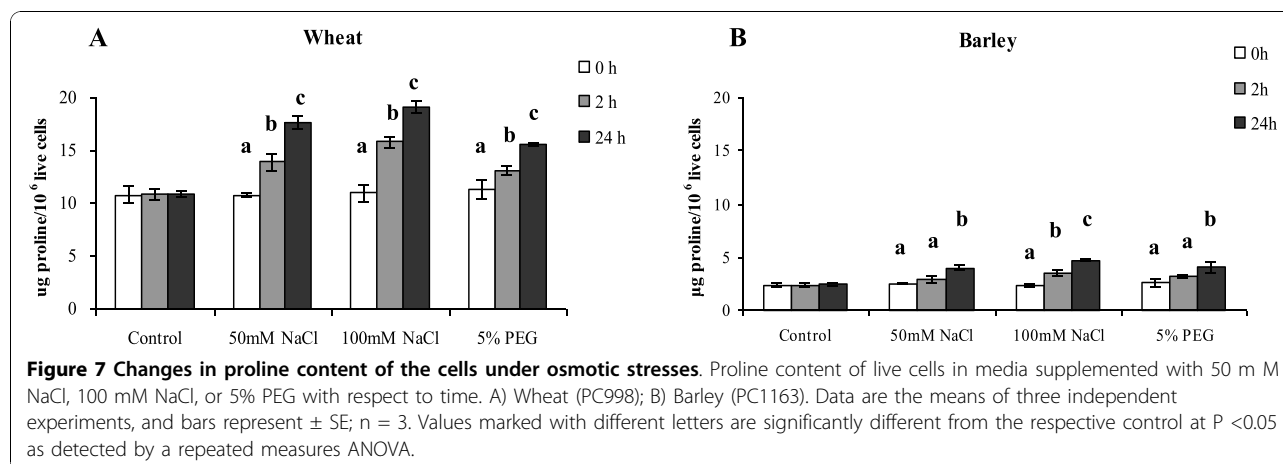 A
Wheat
0 h
2 h
24 h
c
c
b
b
c
a
a
a
b
20
15
10
5
0
ug proline/10 6 live cells
Control
50mM NaCl
100mM NaCl
5% PEG
B
Barley
0h
2h
24h
20
15
10
5
0
µg proline/10 6 live cells
a
a
b
a
b
c
a
a
b
Control
50mM NaCl
100mM NaCl
5% PEG
Figure 7 Changes in proline content of the cells under osmotic stresses. Proline content of live cells in media supplemented with 50 m M
NaCl, 100 mM NaCl, or 5% PEG with respect to time. A) Wheat (PC998); B) Barley (PC1163). Data are the means of three independent
experiments, and bars represent ± SE; n = 3. Values marked with different letters are significantly different from the respective control at P <0.05
as detected by a repeated measures ANOVA.